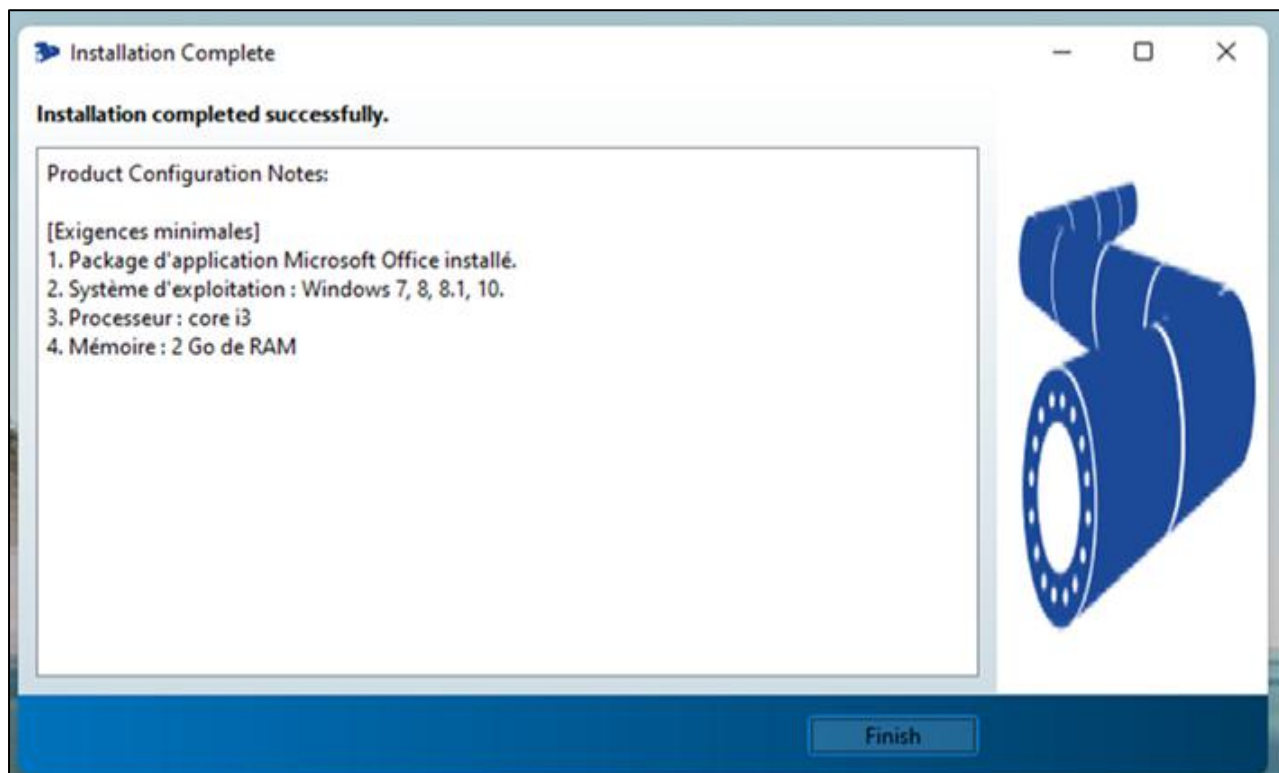 Installation Complete
Installation completed successfully.
Product Configuration Notes:
[Exigences minimales]
1. Package d'application Microsoft Office installé.
2. Système d'exploitation : Windows 7, 8, 8.1, 10.
3. Processeur : core i3
4. Mémoire : 2 Go de RAM
Finish